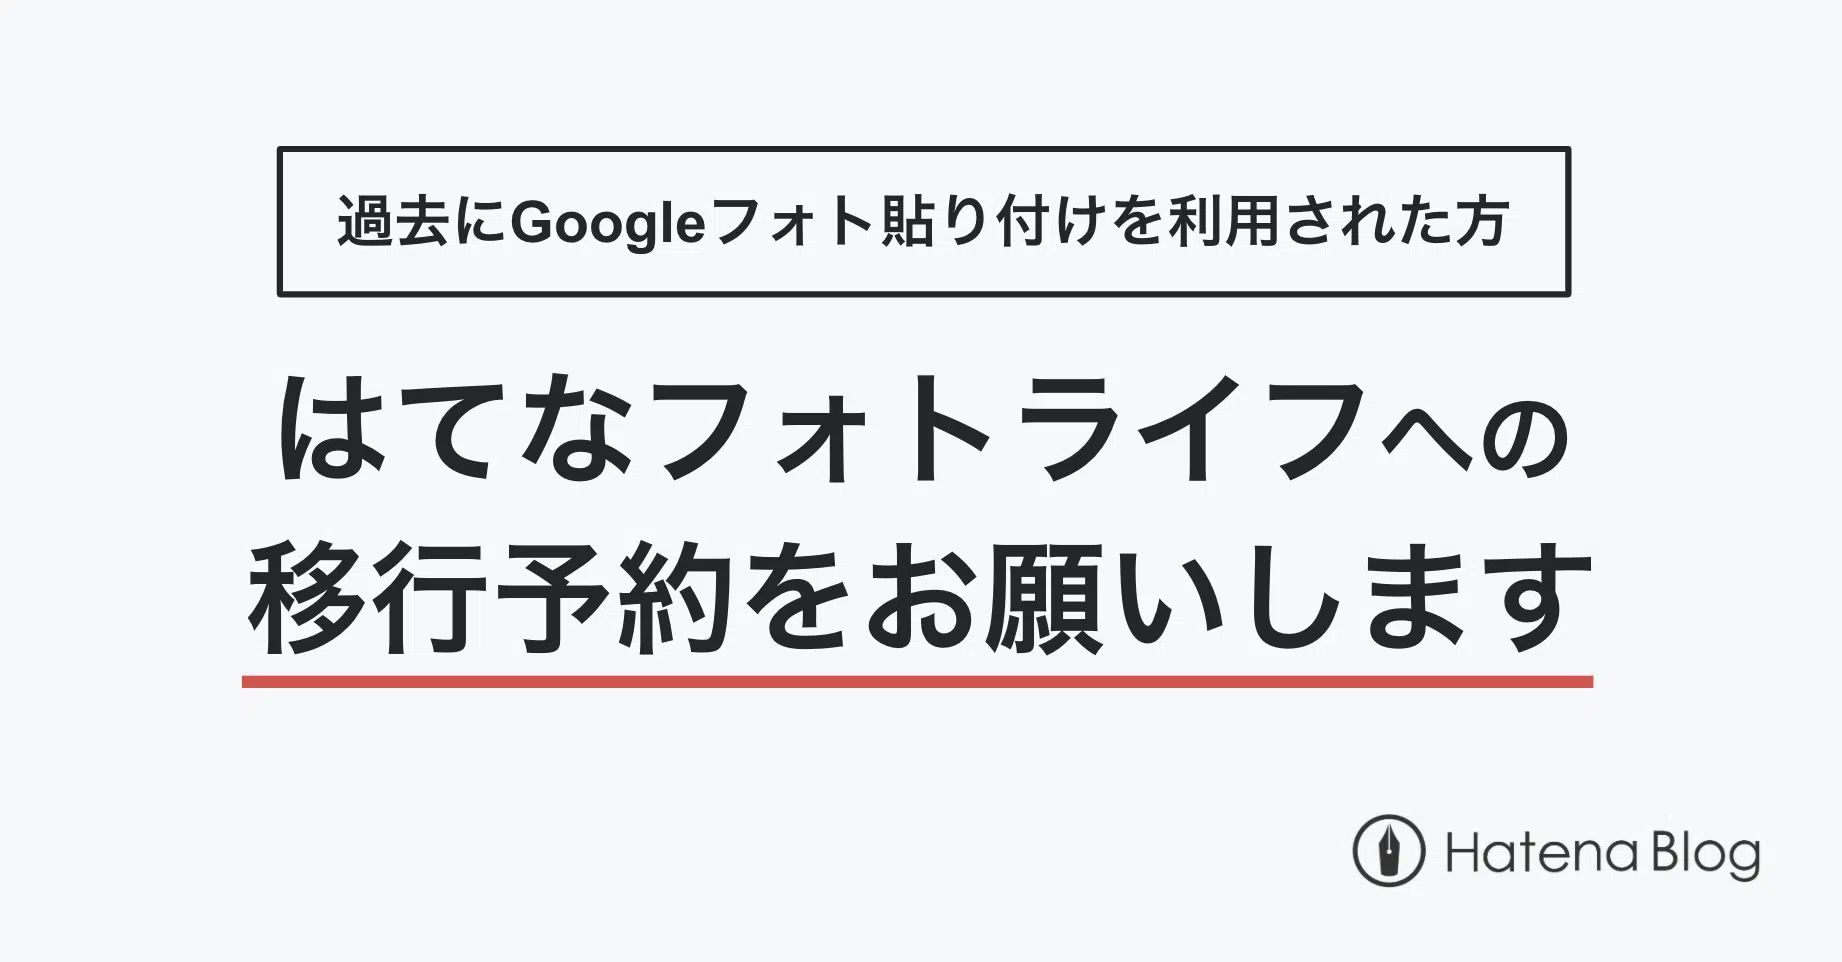 過去にGoogleフォト貼り付けを利用された方
はてなフォトライフへの
移行予約をお願いします
Hatena Blog